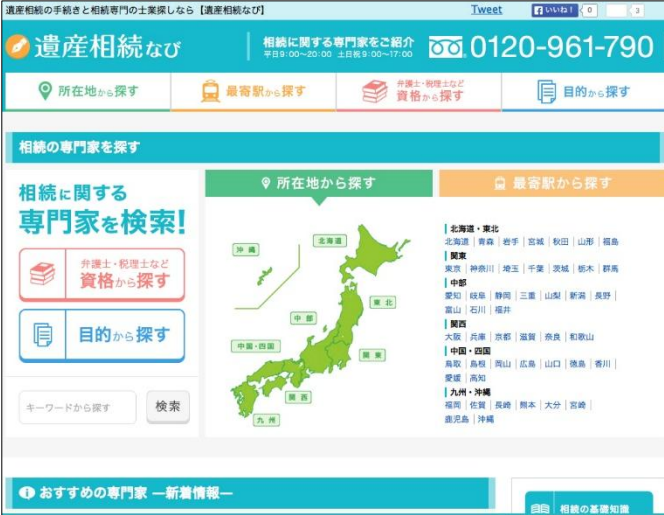 遺産相続の手続きと相続専門の士業探しなら【遺産相続なび】
Tweet
いいね! 0
3
遺産相続なび
相続に関する専門家をご紹介
平日9:00~20:00 土日祝9:00~17:00
0120-961-790
所在地から探す
最寄駅から探す
弁護士・税理士など
資格から探す
目的から探す
相続の専門家を探す
相続に関する
専門家を検索!
弁護士・税理士など
資格から探す
目的から探す
キーワードから探す
検索
所在地から探す
最寄駅から探す
沖縄
北海道
東北
中部
中国・四国
関東
関西
九州
北海道・東北
北海道 | 青森 | 岩手 | 宮城 | 秋田 | 山形 | 福島
関東
東京 | 神奈川 | 埼玉 | 千葉 | 茨城 | 栃木 | 群馬
中部
愛知 | 岐阜 | 静岡 | 三重 | 山梨 | 新潟 | 長野 |
富山 | 石川 | 福井
関西
大阪 | 兵庫 | 京都 | 滋賀 | 奈良 | 和歌山
中国・四国
鳥取 | 島根 | 岡山 | 広島 | 山口 | 徳島 | 香川 |
愛媛 | 高知
九州・沖縄
福岡 | 佐賀 | 長崎 | 熊本 | 大分 | 宮崎 |
鹿児島 | 沖縄
おすすめの専門家 ―新着情報―
相続の基礎知識